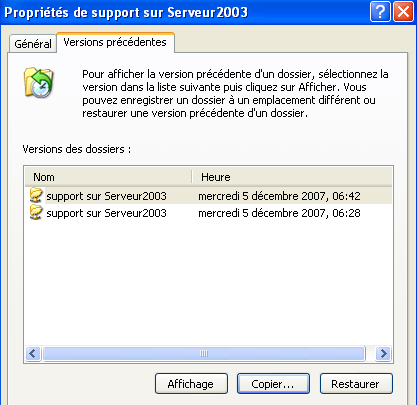 Propriétés de support sur Serveur2003
Général
Versions précédentes
Pour afficher la version précédente d'un dossier, sélectionnez la
version dans la liste suivante puis cliquez sur Afficher. Vous
pouvez enregistrer un dossier à un emplacement différent ou
restaurer une version précédente d'un dossier.
Versions des dossiers :
Nom Heure
support sur Serveur2003 mercredi 5 décembre 2007, 06:42
support sur Serveur2003 mercredi 5 décembre 2007, 06:28
Affichage Copier... Restaurer